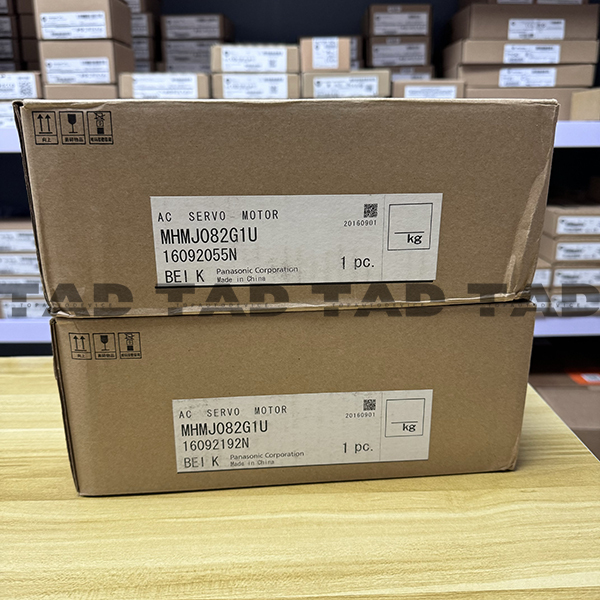 AC SERVO MOTOR
MHMJ082G1U
16092055N
BEI K Panasonic Corporation
Made in China
20160901
kg
1 pc.
TAD TAD TAD TAD
AC SERVO MOTOR
MHMJ082G1U
16092192N
BEI K Panasonic Corporation
Made in China
20160901
kg
1 pc.